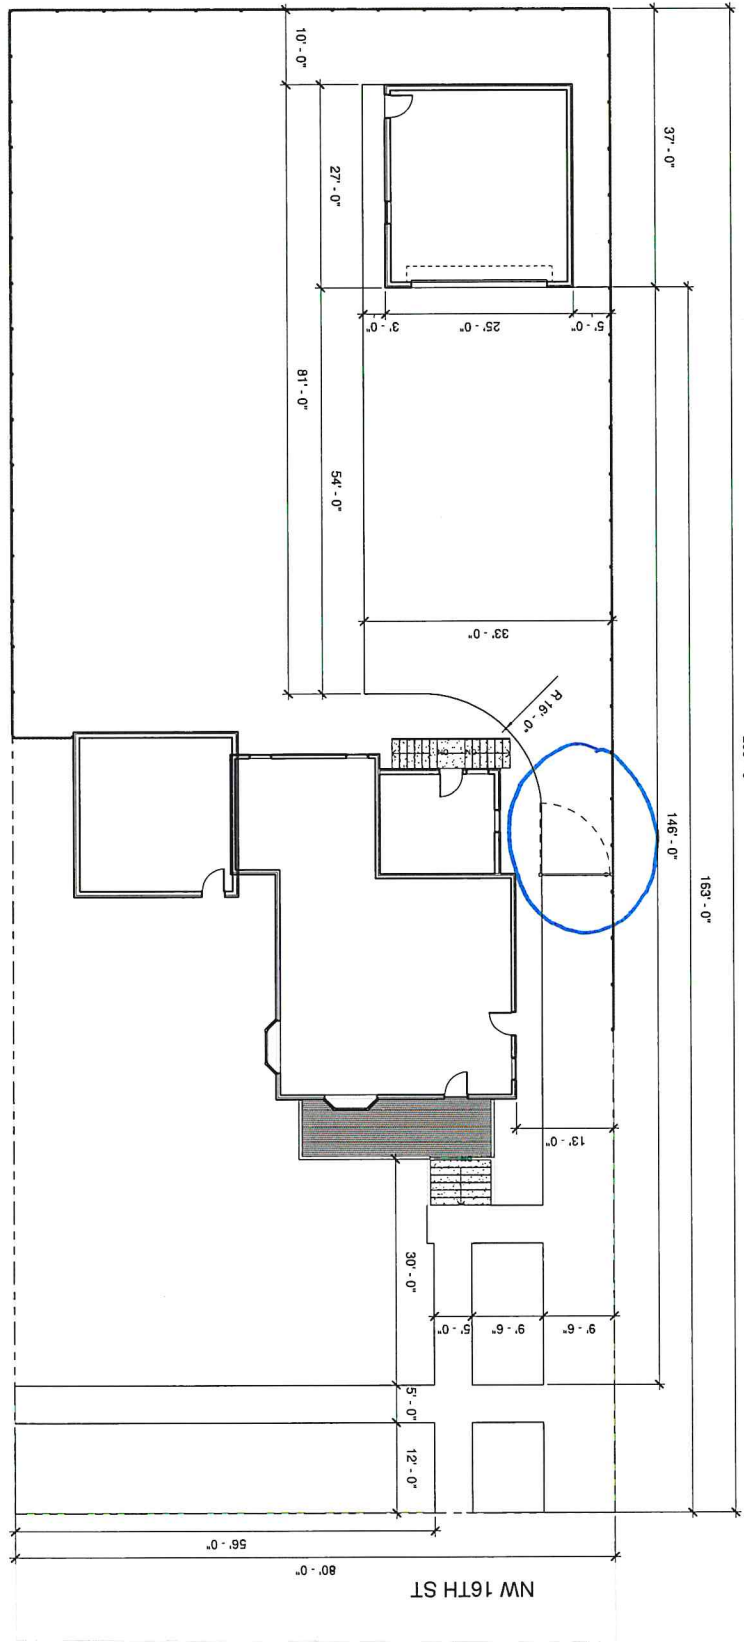 10' - 0"
37' - 0"
27' - 0"
3' - 0"
25' - 0"
5' - 0"
81' - 0"
54' - 0"
33' - 0"
R 16' - 0"
146' - 0"
163' - 0"
13' - 0"
30' - 0"
5' - 0"
9' - 6"
9' - 6"
5' - 0"
12' - 0"
56' - 0"
80' - 0"
NW 16TH ST